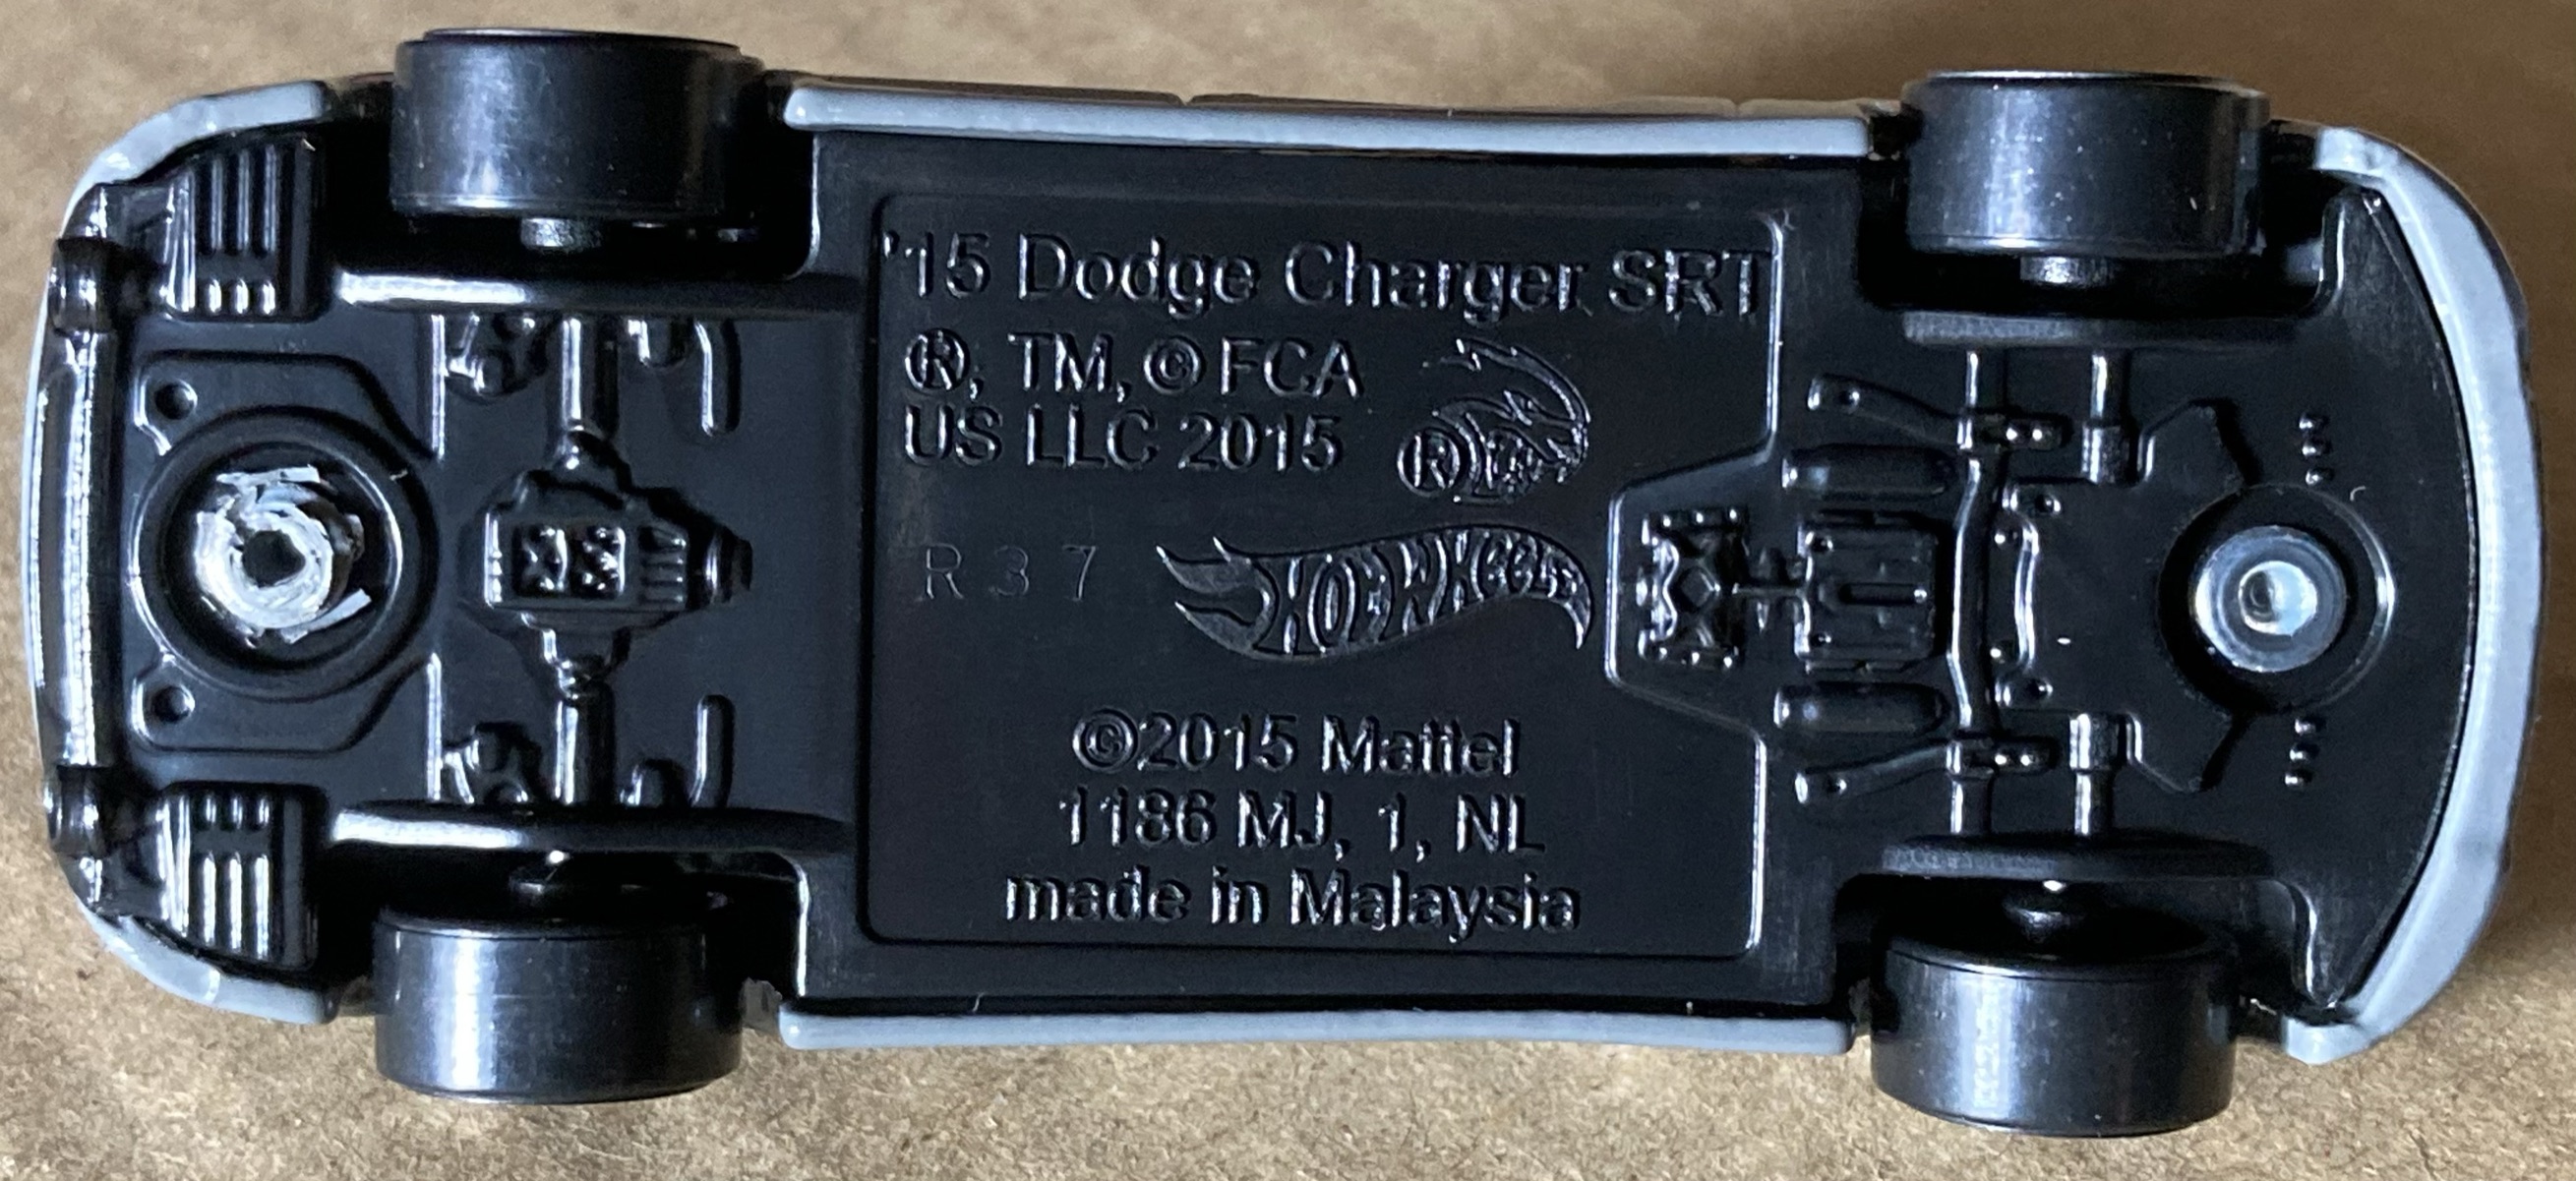 '15 Dodge Charger SRT
®, TM, © FCA
US LLC 2015
®
R37
HOT WHEELS
©2015 Mattel
1186 MJ, 1, NL
made in Malaysia